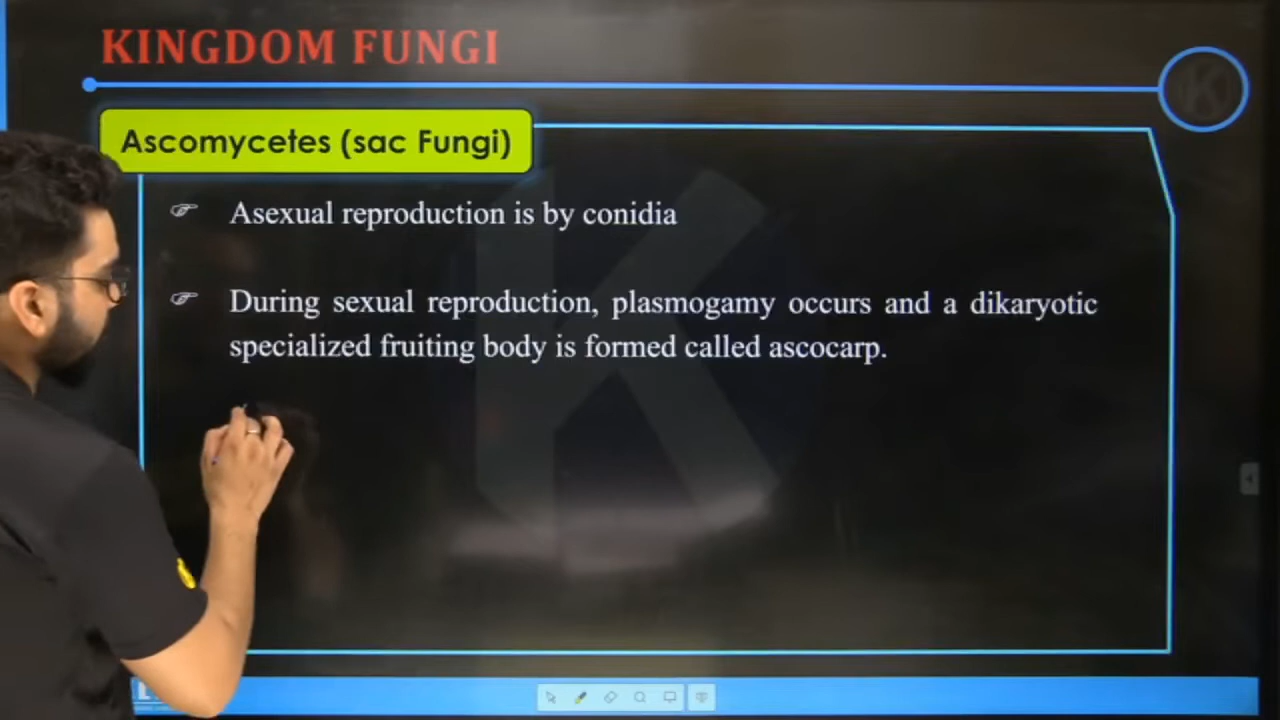 KINGDOM FUNGI
Ascomycetes (sac Fungi)
Asexual reproduction is by conidia
During sexual reproduction, plasmogamy occurs and a dikaryotic
specialized fruiting body is formed called ascocarp.